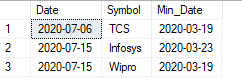 Date Symbol Min_Date
1 2020-07-06 TCS 2020-03-19
2 2020-07-15 Infosys 2020-03-23
3 2020-07-15 Wipro 2020-03-19